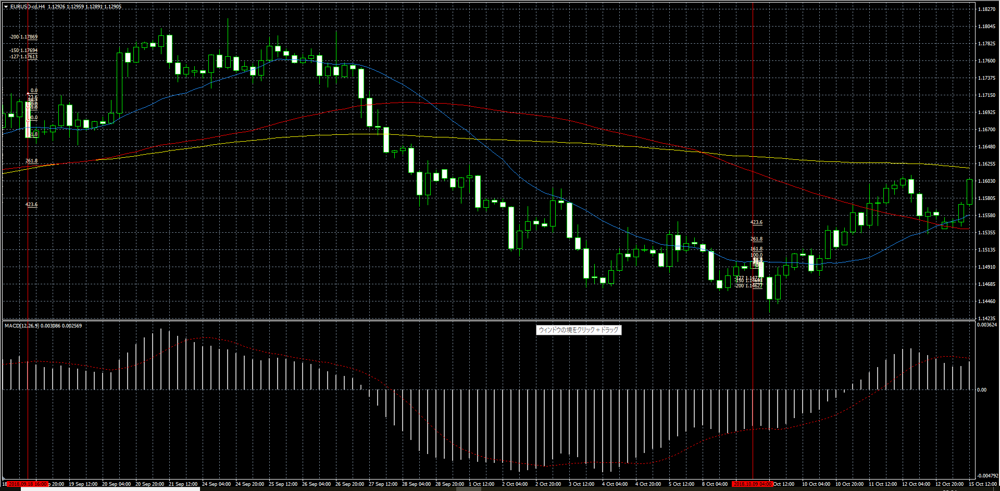 EURUSD-cd,H4 1.12926 1.12959 1.12891 1.12905
1.18270
1.18045
1.17825
1.17600
1.17375
1.17150
1.16925
1.16700
1.16480
1.16255
1.16030
1.15805
1.15580
1.15355
1.15135
1.14910
1.14685
1.14460
1.14235
-200 1.17869
-150 1.17694
-127 1.17613
0.0
23.6
261.8
423.6
423.6
261.8
161.8
100.0
-200 1.14627
MACD(12,26,9) 0.003086 0.002569
ウィンドウの境をクリック+ドラッグ
0.003624
0.00
-0.004792
18
2018.09.18 16:00
p 20:00
19 Sep 12:00
20 Sep 04:00
20 Sep 20:00
21 Sep 12:00
24 Sep 04:00
24 Sep 20:00
25 Sep 12:00
26 Sep 04:00
26 Sep 20:00
27 Sep 12:00
28 Sep 04:00
28 Sep 20:00
1 Oct 12:00
2 Oct 04:00
2 Oct 20:00
3 Oct 12:00
4 Oct 04:00
4 Oct 20:00
5 Oct 12:00
8 Oct 04:00
2018.10.09 04:00
Oct 12:00
10 Oct 04:00
10 Oct 20:00
11 Oct 12:00
12 Oct 04:00
12 Oct 20:00
15 Oct 12:00